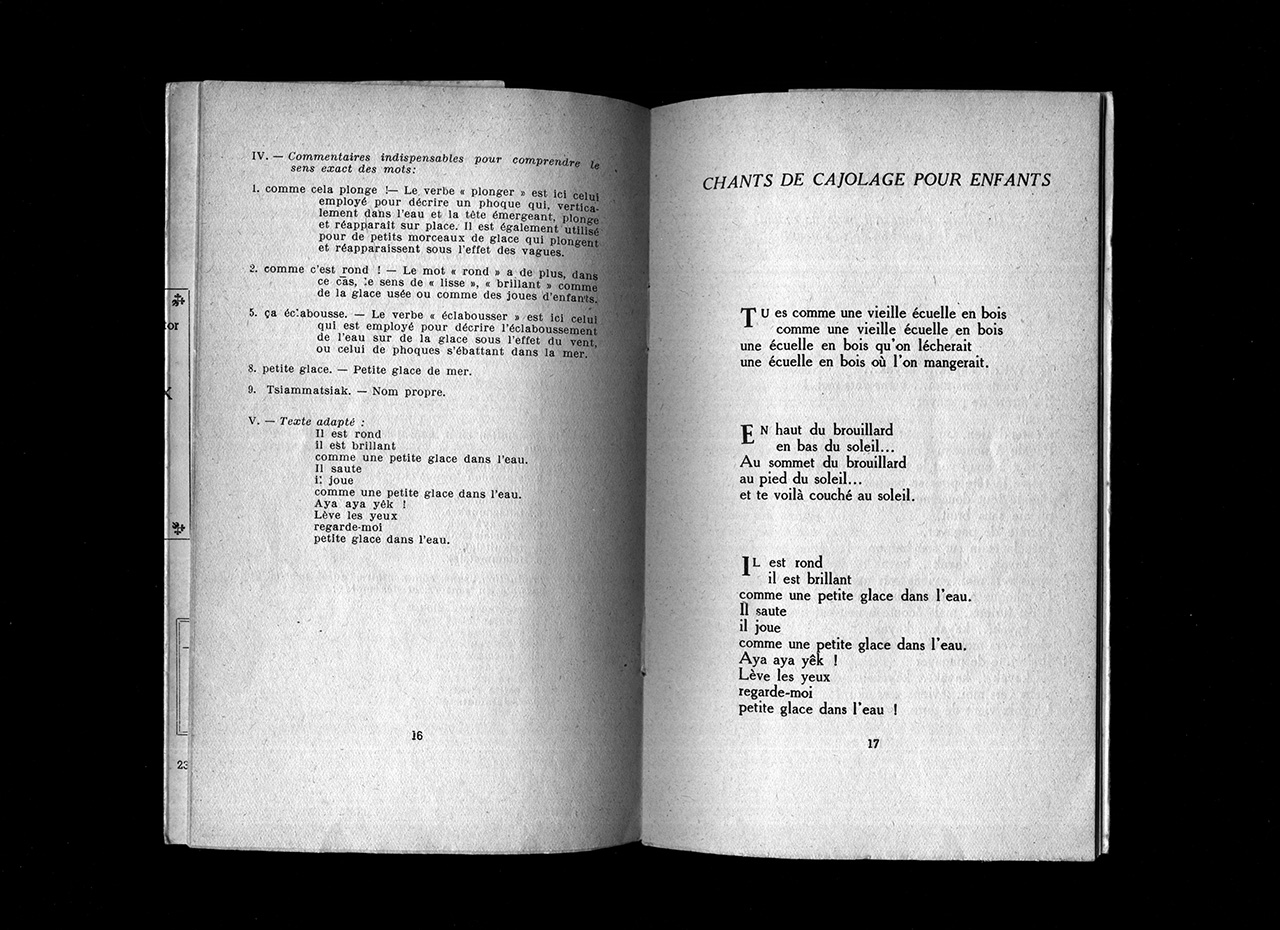 tor
X
23
IV. — Commentaires indispensables pour comprendre le
sens exact des mots:
1. comme cela plonge !— Le verbe « plonger » est ici celui
employé pour décrire un phoque qui, vertica-
lement dans l'eau et la tête émergeant, plonge
et réapparaît sur place. Il est également utilisé
pour de petits morceaux de glace qui plongent
et réapparaissent sous l'effet des vagues.
2. comme c'est rond ! — Le mot « rond » a de plus, dans
ce cas, le sens de « lisse », « brillant » comme
de la glace usée ou comme des joues d'enfants.
5. ça éclabousse. — Le verbe « éclabousser » est ici celui
qui est employé pour décrire l'éclaboussement
de l'eau sur de la glace sous l'effet du vent,
ou celui de phoques s'ébattant dans la mer.
8. petite glace. — Petite glace de mer.
9. Tsiammatsiak. — Nom propre.
V. — Texte adapté :
Il est rond
il est brillant
comme une petite glace dans l'eau.
Il saute
il joue
comme une petite glace dans l'eau.
Aya aya yêk !
Lève les yeux
regarde-moi
petite glace dans l'eau.
16
CHANTS DE CAJOLAGE POUR ENFANTS
TU es comme une vieille écuelle en bois
comme une vieille écuelle en bois
une écuelle en bois qu'on lécherait
une écuelle en bois où l'on mangerait.
EN haut du brouillard
en bas du soleil...
Au sommet du brouillard
au pied du soleil...
et te voilà couché au soleil.
IL est rond
il est brillant
comme une petite glace dans l'eau.
Il saute
il joue
comme une petite glace dans l'eau.
Aya aya yêk !
Lève les yeux
regarde-moi
petite glace dans l'eau !
17